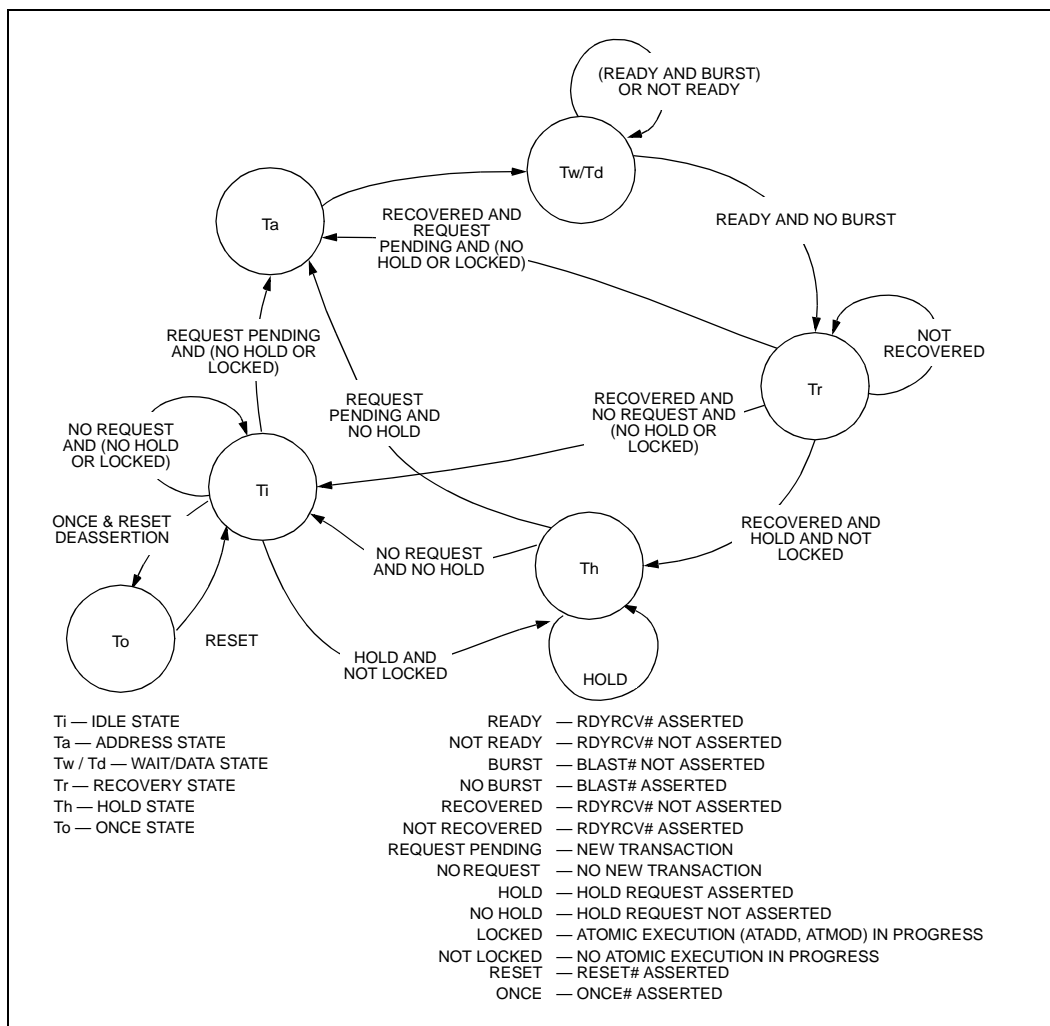 (READY AND BURST)
OR NOT READY
Tw/Td
Ta
RECOVERED AND
REQUEST
PENDING AND (NO
HOLD OR LOCKED)
READY AND NO BURST
REQUEST PENDING
AND (NO HOLD OR
LOCKED)
NOT
RECOVERED
Tr
REQUEST
PENDING AND
NO HOLD
RECOVERED AND
NO REQUEST AND
(NO HOLD OR
LOCKED)
NO REQUEST
AND (NO HOLD
OR LOCKED)
Ti
ONCE & RESET
DEASSERTION
NO REQUEST
AND NO HOLD
RECOVERED AND
HOLD AND NOT
LOCKED
Th
To
RESET
HOLD AND
NOT LOCKED
HOLD
Ti — IDLE STATE
Ta — ADDRESS STATE
Tw / Td — WAIT/DATA STATE
Tr — RECOVERY STATE
Th — HOLD STATE
To — ONCE STATE
READY — RDYRCV# ASSERTED
NOT READY — RDYRCV# NOT ASSERTED
BURST — BLAST# NOT ASSERTED
NO BURST — BLAST# ASSERTED
RECOVERED — RDYRCV# NOT ASSERTED
NOT RECOVERED — RDYRCV# ASSERTED
REQUEST PENDING — NEW TRANSACTION
NO REQUEST — NO NEW TRANSACTION
HOLD — HOLD REQUEST ASSERTED
NO HOLD — HOLD REQUEST NOT ASSERTED
LOCKED — ATOMIC EXECUTION (ATADD, ATMOD) IN PROGRESS
NOT LOCKED — NO ATOMIC EXECUTION IN PROGRESS
RESET — RESET# ASSERTED
ONCE — ONCE# ASSERTED